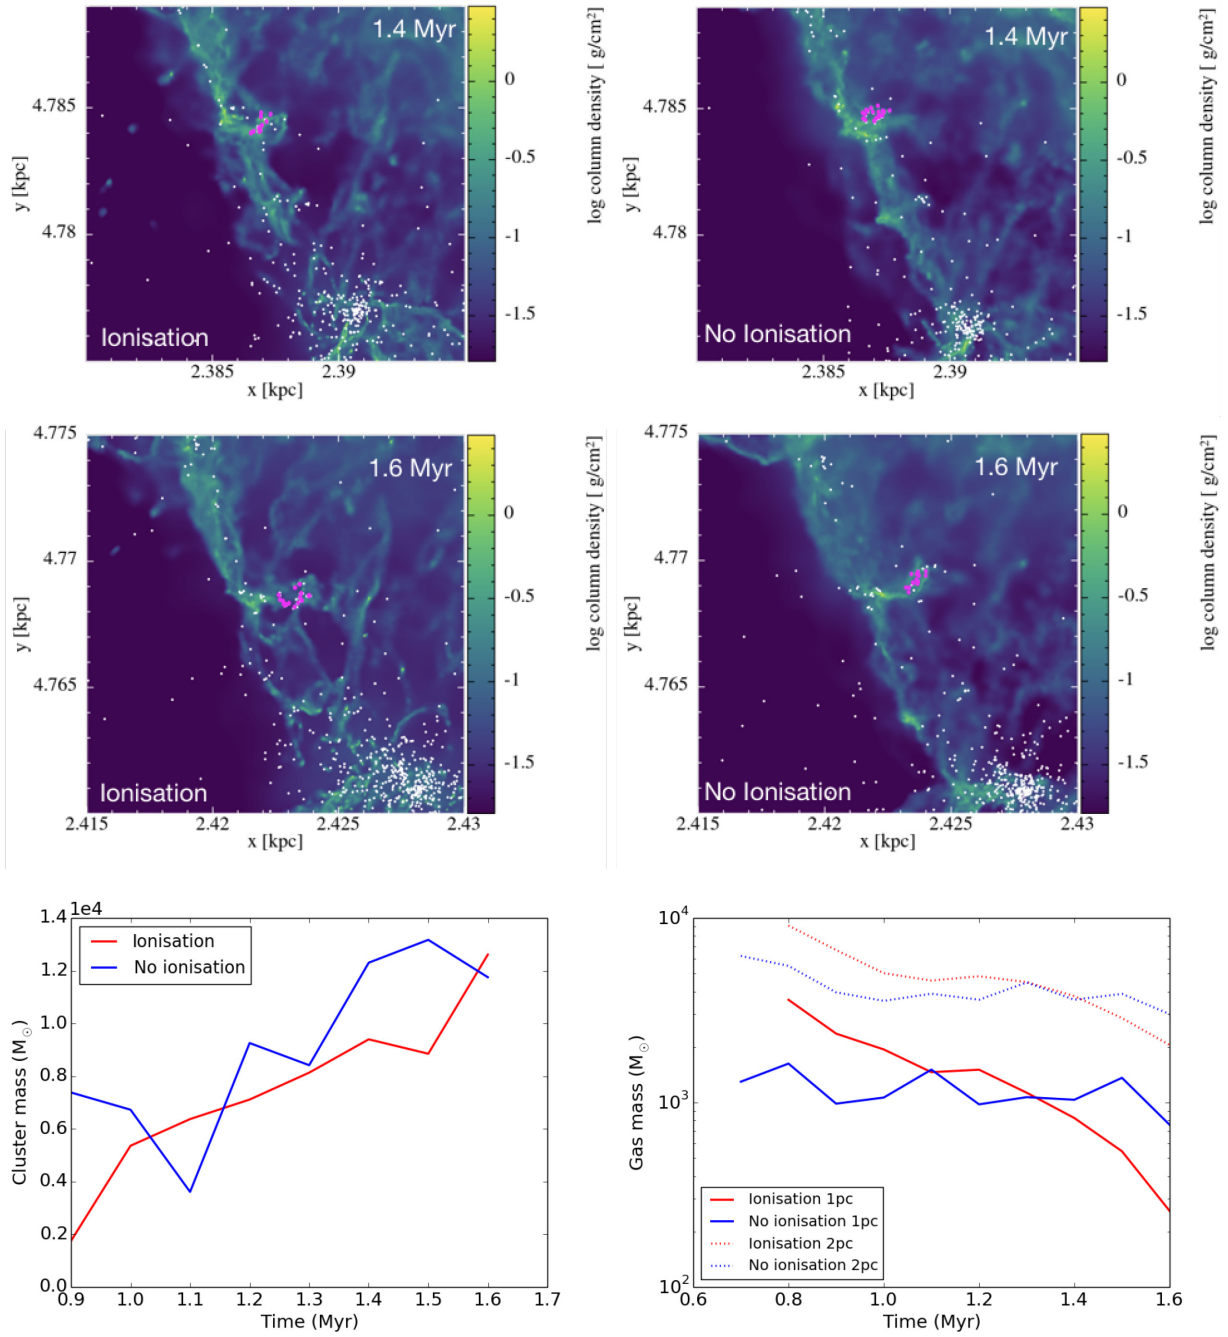 1.4 Myr
Ionisation
4.785
4.78
y [kpc]
2.385
2.39
x [kpc]
0
-0.5
-1
-1.5
log column density [ g/cm²]
1.4 Myr
No Ionisation
4.785
4.78
y [kpc]
2.385
2.39
x [kpc]
0
-0.5
-1
-1.5
log column density [ g/cm²]
1.6 Myr
Ionisation
4.775
4.77
4.765
y [kpc]
2.415
2.42
2.425
2.43
x [kpc]
0
-0.5
-1
-1.5
log column density [ g/cm²]
1.6 Myr
No Ionisation
4.775
4.77
4.765
y [kpc]
2.415
2.42
2.425
2.43
x [kpc]
0
-0.5
-1
-1.5
log column density [ g/cm²]
1e4
Ionisation
No ionisation
1.4
1.2
1.0
0.8
0.6
0.4
0.2
0.0
Cluster mass (M☉)
0.9 1.0 1.1 1.2 1.3 1.4 1.5 1.6 1.7
Time (Myr)
10⁴
10³
10²
Gas mass (M☉)
Ionisation 1pc
No ionisation 1pc
Ionisation 2pc
No ionisation 2pc
0.6 0.8 1.0 1.2 1.4 1.6
Time (Myr)